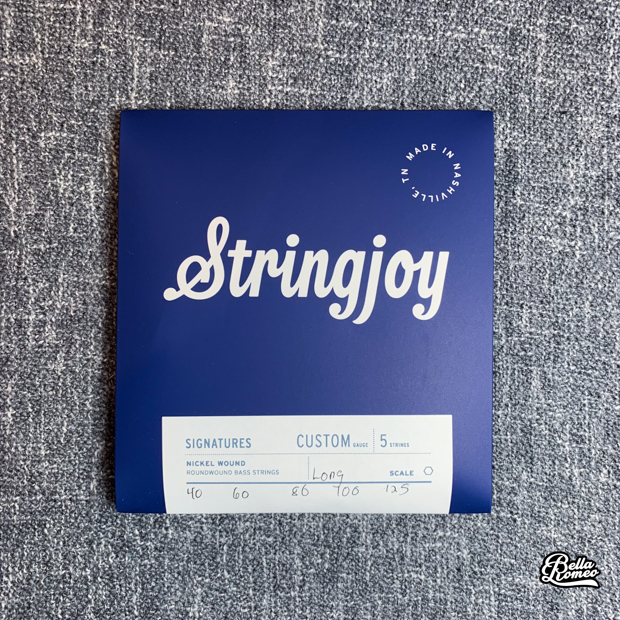 MADE IN NASHVILLE, TN
Stringjoy
SIGNATURES CUSTOM GAUGE 5 STRINGS
NICKEL WOUND
ROUNDWOUND BASS STRINGS Long SCALE
40 60 80 100 125
Bella
Romeo